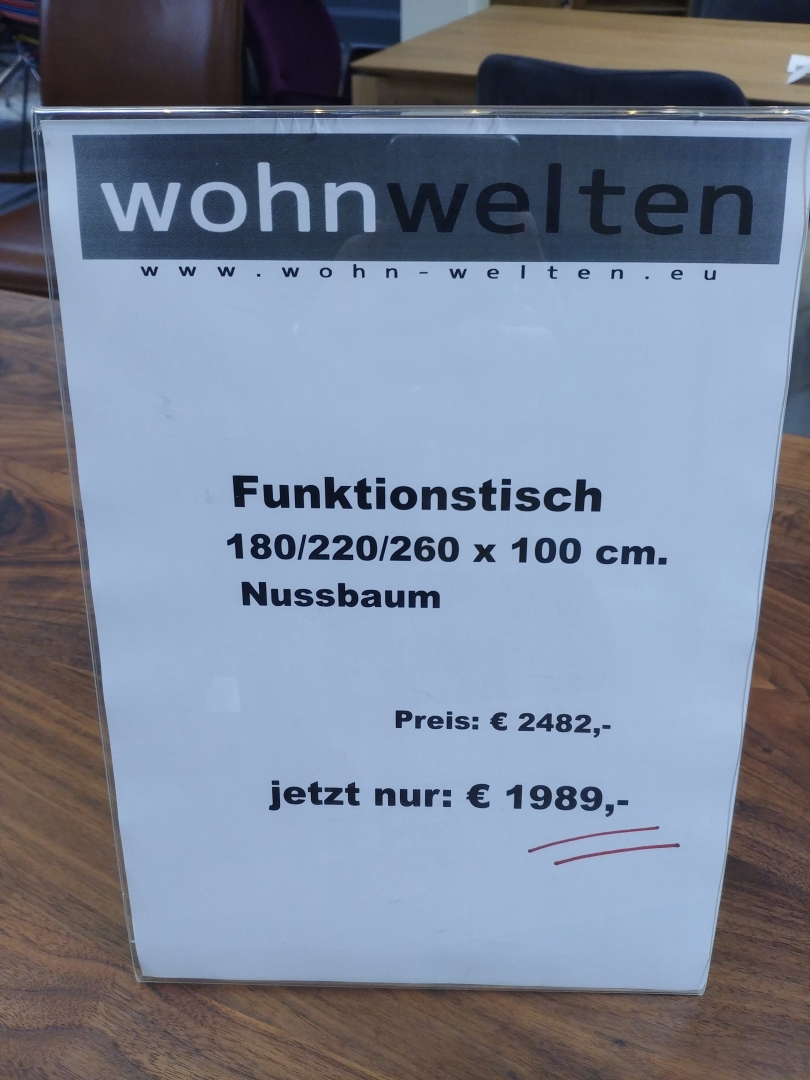 wohnwelten
www.wohn-welten.eu
Funktionstisch
180/220/260 x 100 cm.
Nussbaum
Preis: € 2482,-
jetzt nur: € 1989,-